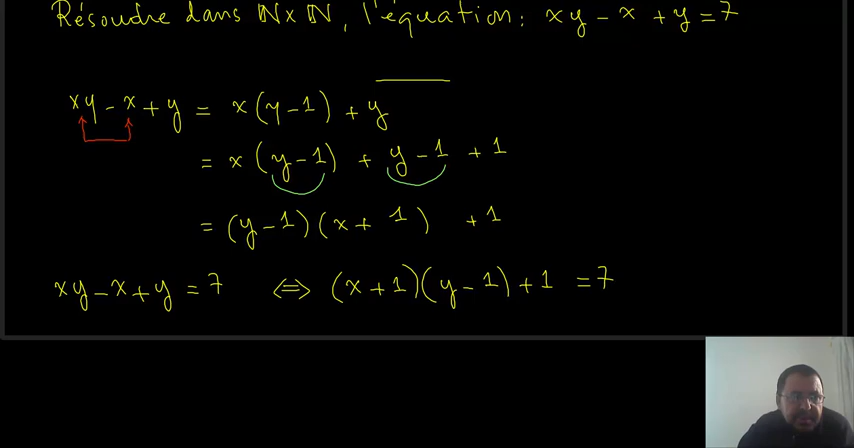 Résoudre dans ℕ×ℕ, l'équation: xy − x + y = 7
xy − x + y = x(y−1) + y
= x(y−1) + y−1 + 1
= (y−1)(x+1) + 1
xy − x + y = 7 ⟺ (x+1)(y−1) + 1 = 7